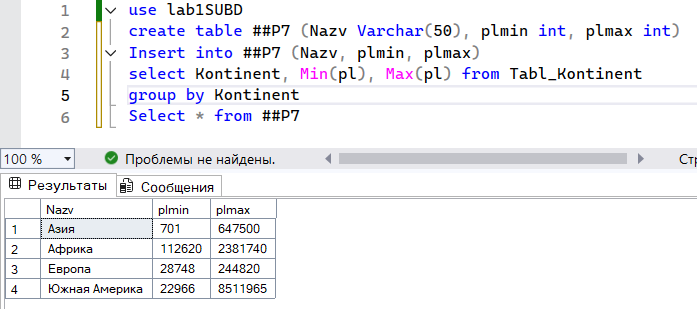 1 use lab1SUBD
2 create table ##P7 (Nazv Varchar(50), plmin int, plmax int)
3 Insert into ##P7 (Nazv, plmin, plmax)
4 select Kontinent, Min(pl), Max(pl) from Tabl_Kontinent
5 group by Kontinent
6 Select * from ##P7
100 % Проблемы не найдены. Стр
Результаты Сообщения
Nazv plmin plmax
1 Азия 701 647500
2 Африка 112620 2381740
3 Европа 28748 244820
4 Южная Америка 22966 8511965